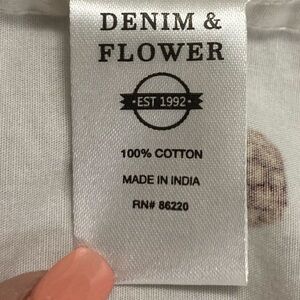 DENIM &
FLOWER
·EST 1992·
100% COTTON
MADE IN INDIA
RN# 86220